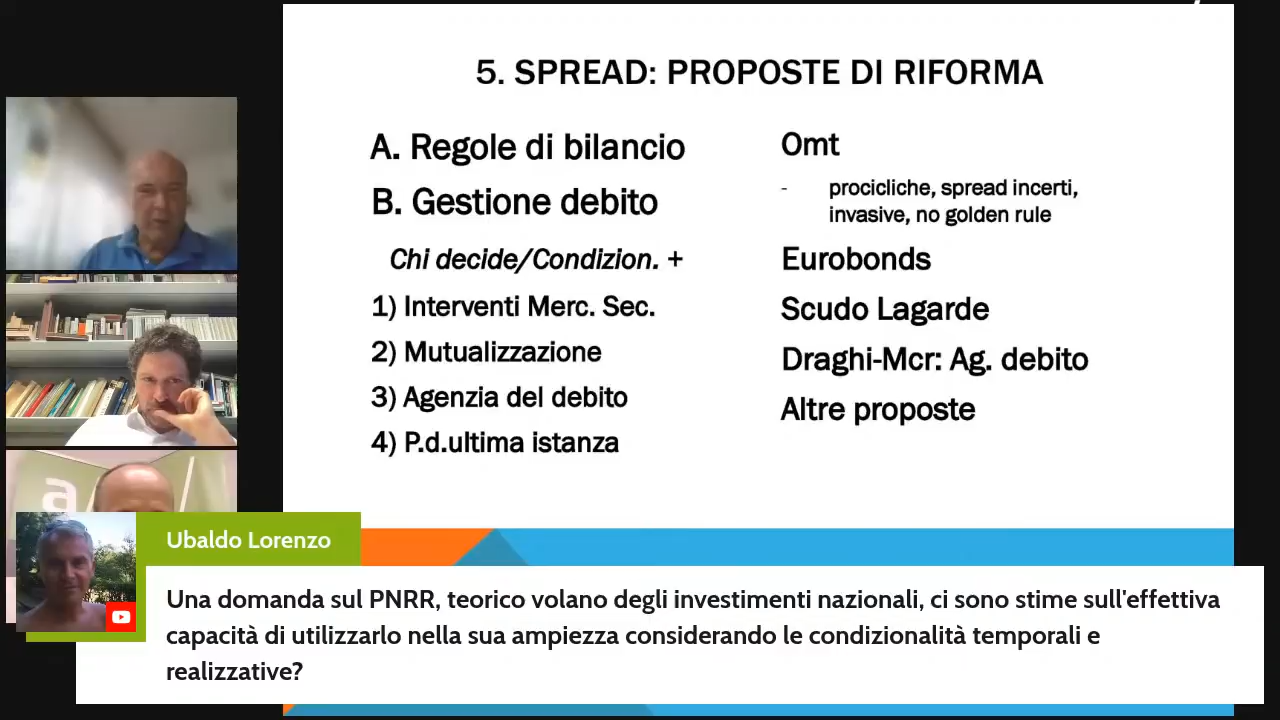 5. SPREAD: PROPOSTE DI RIFORMA
A. Regole di bilancio
B. Gestione debito
Chi decide/Condizion. +
1) Interventi Merc. Sec.
2) Mutualizzazione
3) Agenzia del debito
4) P.d.ultima istanza
Omt
- procicliche, spread incerti,
invasive, no golden rule
Eurobonds
Scudo Lagarde
Draghi-Mcr: Ag. debito
Altre proposte
a
Ubaldo Lorenzo
Una domanda sul PNRR, teorico volano degli investimenti nazionali, ci sono stime sull'effettiva
capacità di utilizzarlo nella sua ampiezza considerando le condizionalità temporali e
realizzative?